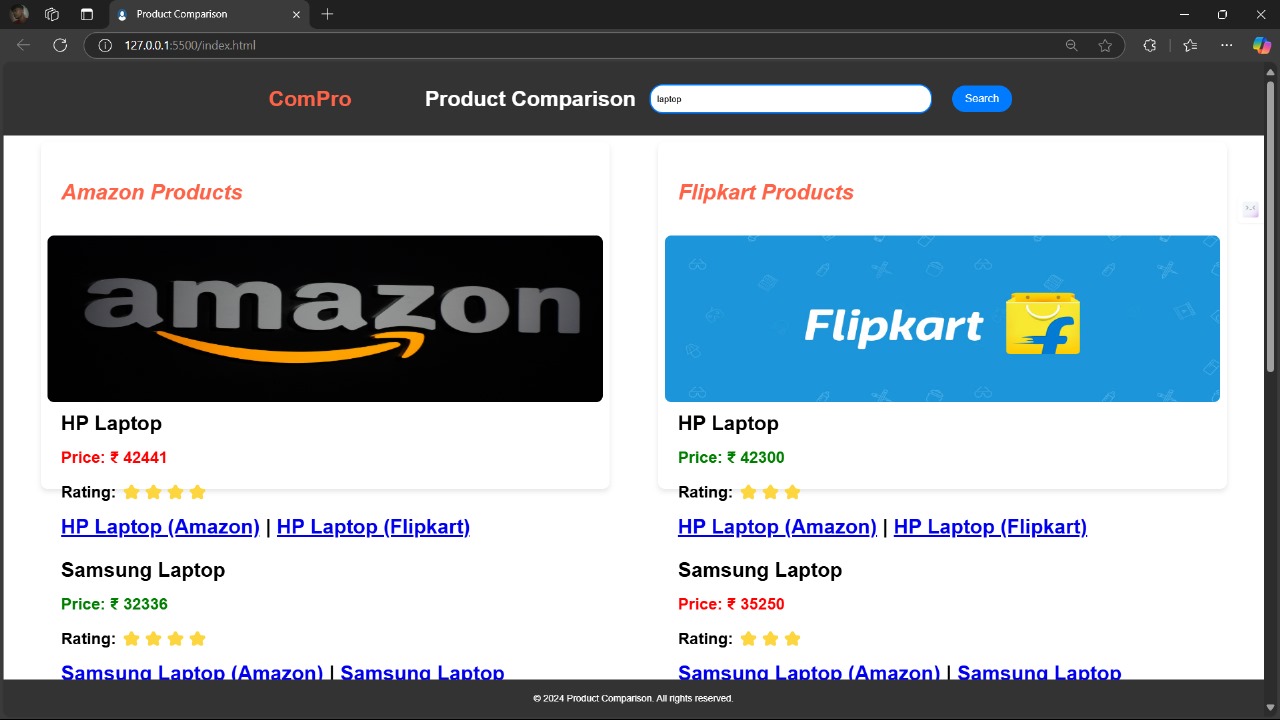 Product Comparison
127.0.0.1:5500/index.html
ComPro
Product Comparison
laptop
Search
Amazon Products
amazon
HP Laptop
Price: ₹ 42441
Rating:
HP Laptop (Amazon) | HP Laptop (Flipkart)
Samsung Laptop
Price: ₹ 32336
Rating:
Samsung Laptop (Amazon) | Samsung Laptop
Flipkart Products
Flipkart
HP Laptop
Price: ₹ 42300
Rating:
HP Laptop (Amazon) | HP Laptop (Flipkart)
Samsung Laptop
Price: ₹ 35250
Rating:
Samsung Laptop (Amazon) | Samsung Laptop
© 2024 Product Comparison. All rights reserved.